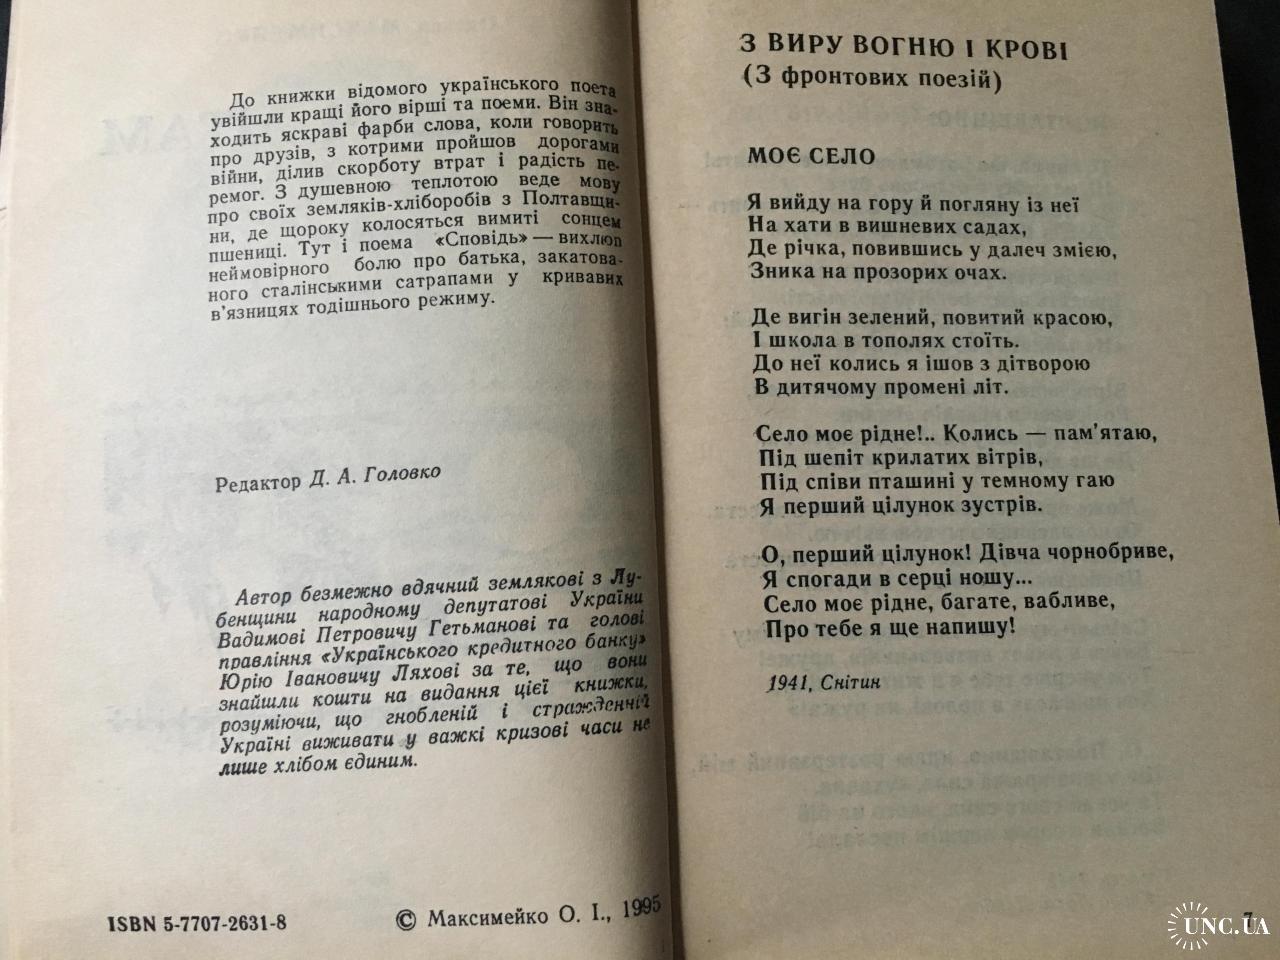 До книжки відомого українського поета
увійшли кращі його вірші та поеми. Він зна-
ходить яскраві фарби слова, коли говорить
про друзів, з котрими пройшов дорогами
війни, ділив скорботу втрат і радість пе-
ремог. З душевною теплотою веде мову
про своїх земляків-хліборобів з Полтавщи-
ни, де щороку колосяться вимиті сонцем
пшениці. Тут і поема «Сповідь» — вихлюп
неймовірного болю про батька, закатова-
ного сталінськими сатрапами у кривавих
в'язницях тодішнього режиму.
Редактор Д. А. Головко
Автор безмежно вдячний землякові з Лу-
бенщини народному депутатові України
Вадимові Петровичу Гетьманові та голові
правління «Українського кредитного банку»
Юрію Івановичу Ляхові за те, що вони
знайшли кошти на видання цієї книжки,
розуміючи, що гнобленій і стражденній
Україні виживати у важкі кризові часи не
лише хлібом єдиним.
ISBN 5-7707-2631-8
© Максимейко О. І., 1995
З ВИРУ ВОГНЮ І КРОВІ
(З фронтових поезій)
МОЄ СЕЛО
Я вийду на гору й погляну із неї
На хати в вишневих садах,
Де річка, повившись у далеч змією,
Зника на прозорих очах.
Де вигін зелений, повитий красою,
І школа в тополях стоїть.
До неї колись я ішов з дітворою
В дитячому промені літ.
Село моє рідне!.. Колись — пам'ятаю,
Під шепіт крилатих вітрів,
Під співи пташині у темному гаю
Я перший цілунок зустрів.
О, перший цілунок! Дівча чорнобриве,
Я спогади в серці ношу...
Село моє рідне, багате, вабливе,
Про тебе я ще напишу!
1941, Снітин
7
UNC.UA